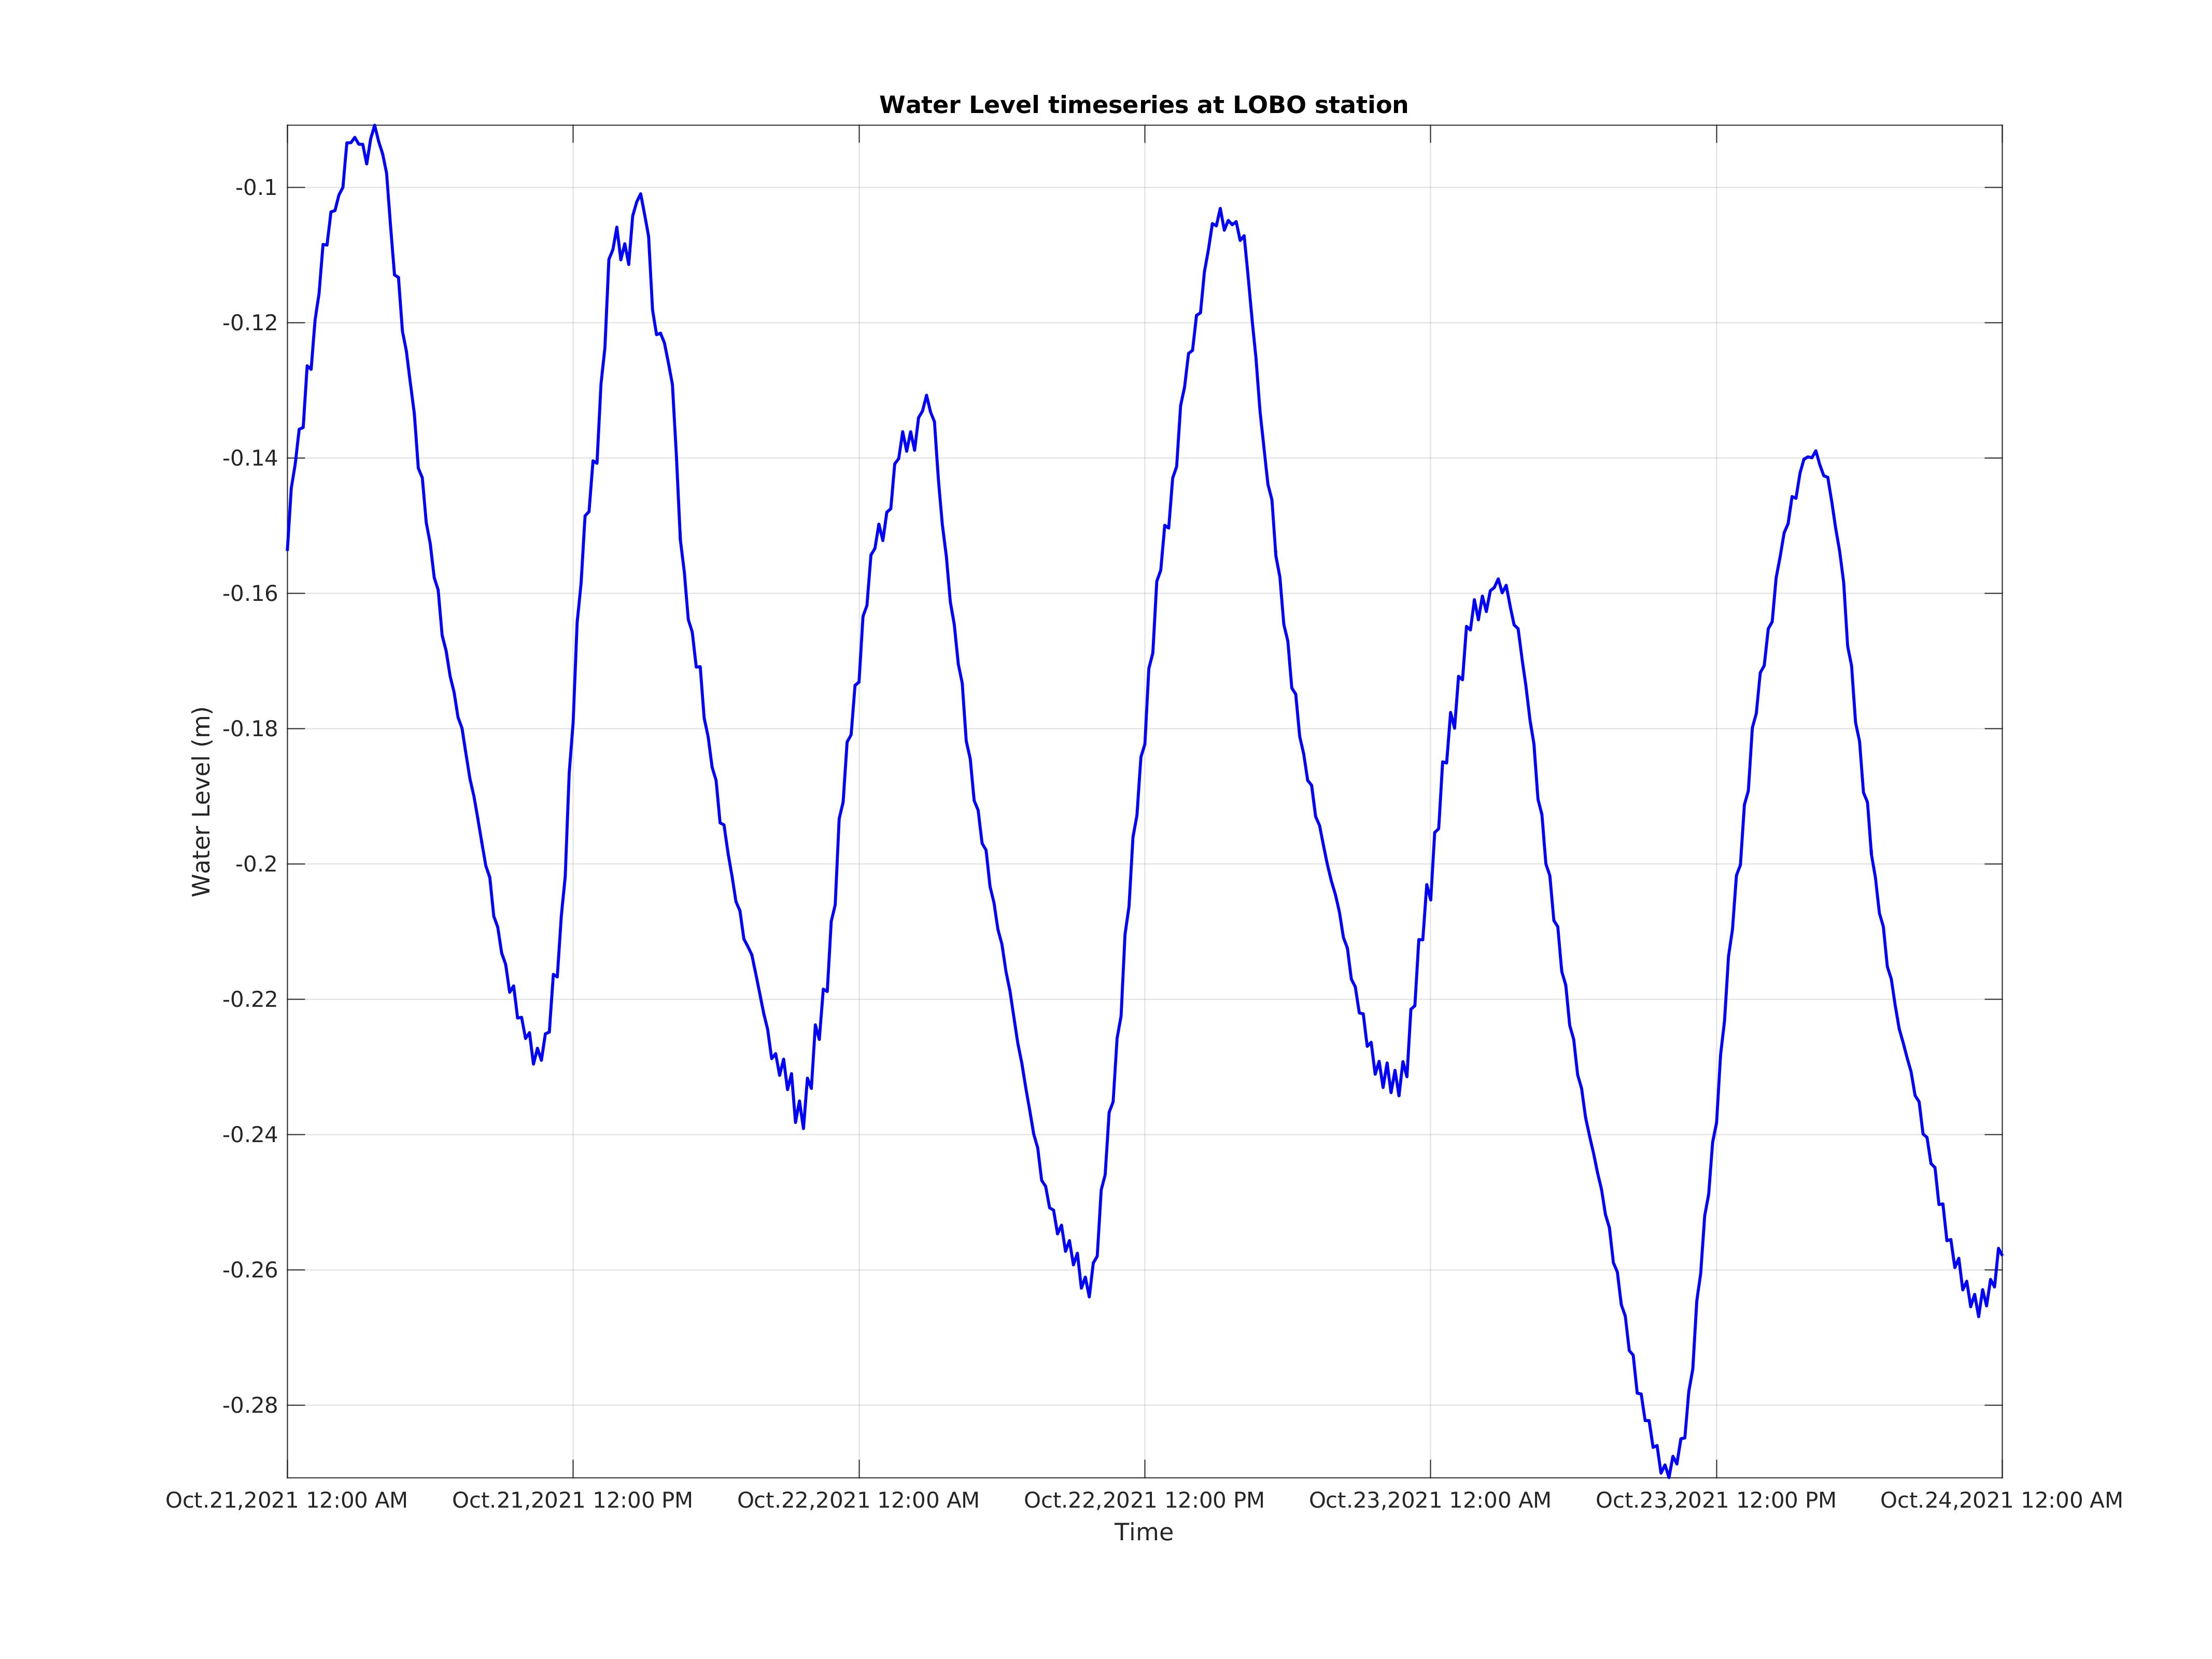 Water Level timeseries at LOBO station
-0.1
-0.12
-0.14
-0.16
-0.18
-0.2
-0.22
-0.24
-0.26
-0.28
Water Level (m)
Oct.21,2021 12:00 AM Oct.21,2021 12:00 PM Oct.22,2021 12:00 AM Oct.22,2021 12:00 PM Oct.23,2021 12:00 AM Oct.23,2021 12:00 PM Oct.24,2021 12:00 AM
Time